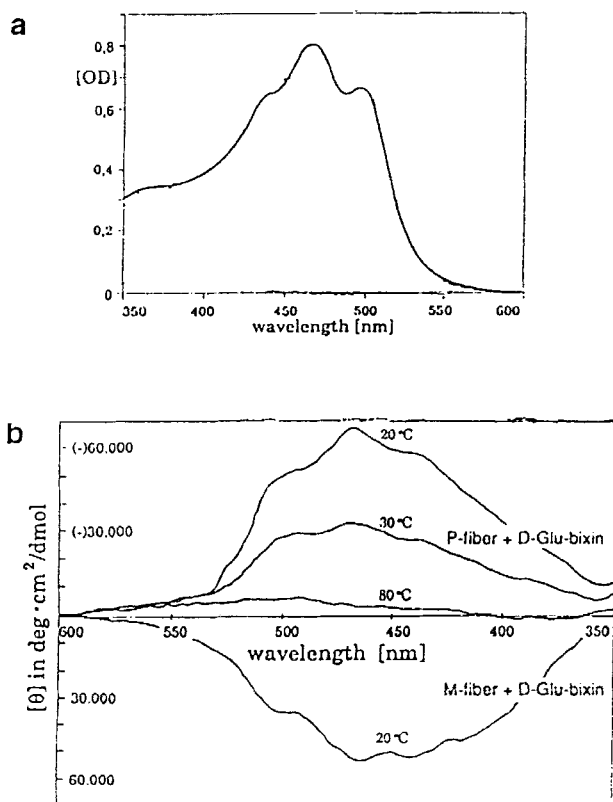 a
0,8
[OD]
0,6
0,4
0,2
0
350 400 450 500 550 600
wavelength [nm]
b
20°C
(-)60.000
30°C
(-)30.000
P-fiber + D-Glu-bixin
80°C
600 550 500 450 400 350
wavelength [nm]
[θ] in deg·cm²/dmol
30.000
M-fiber + D-Glu-bixin
20°C
60.000